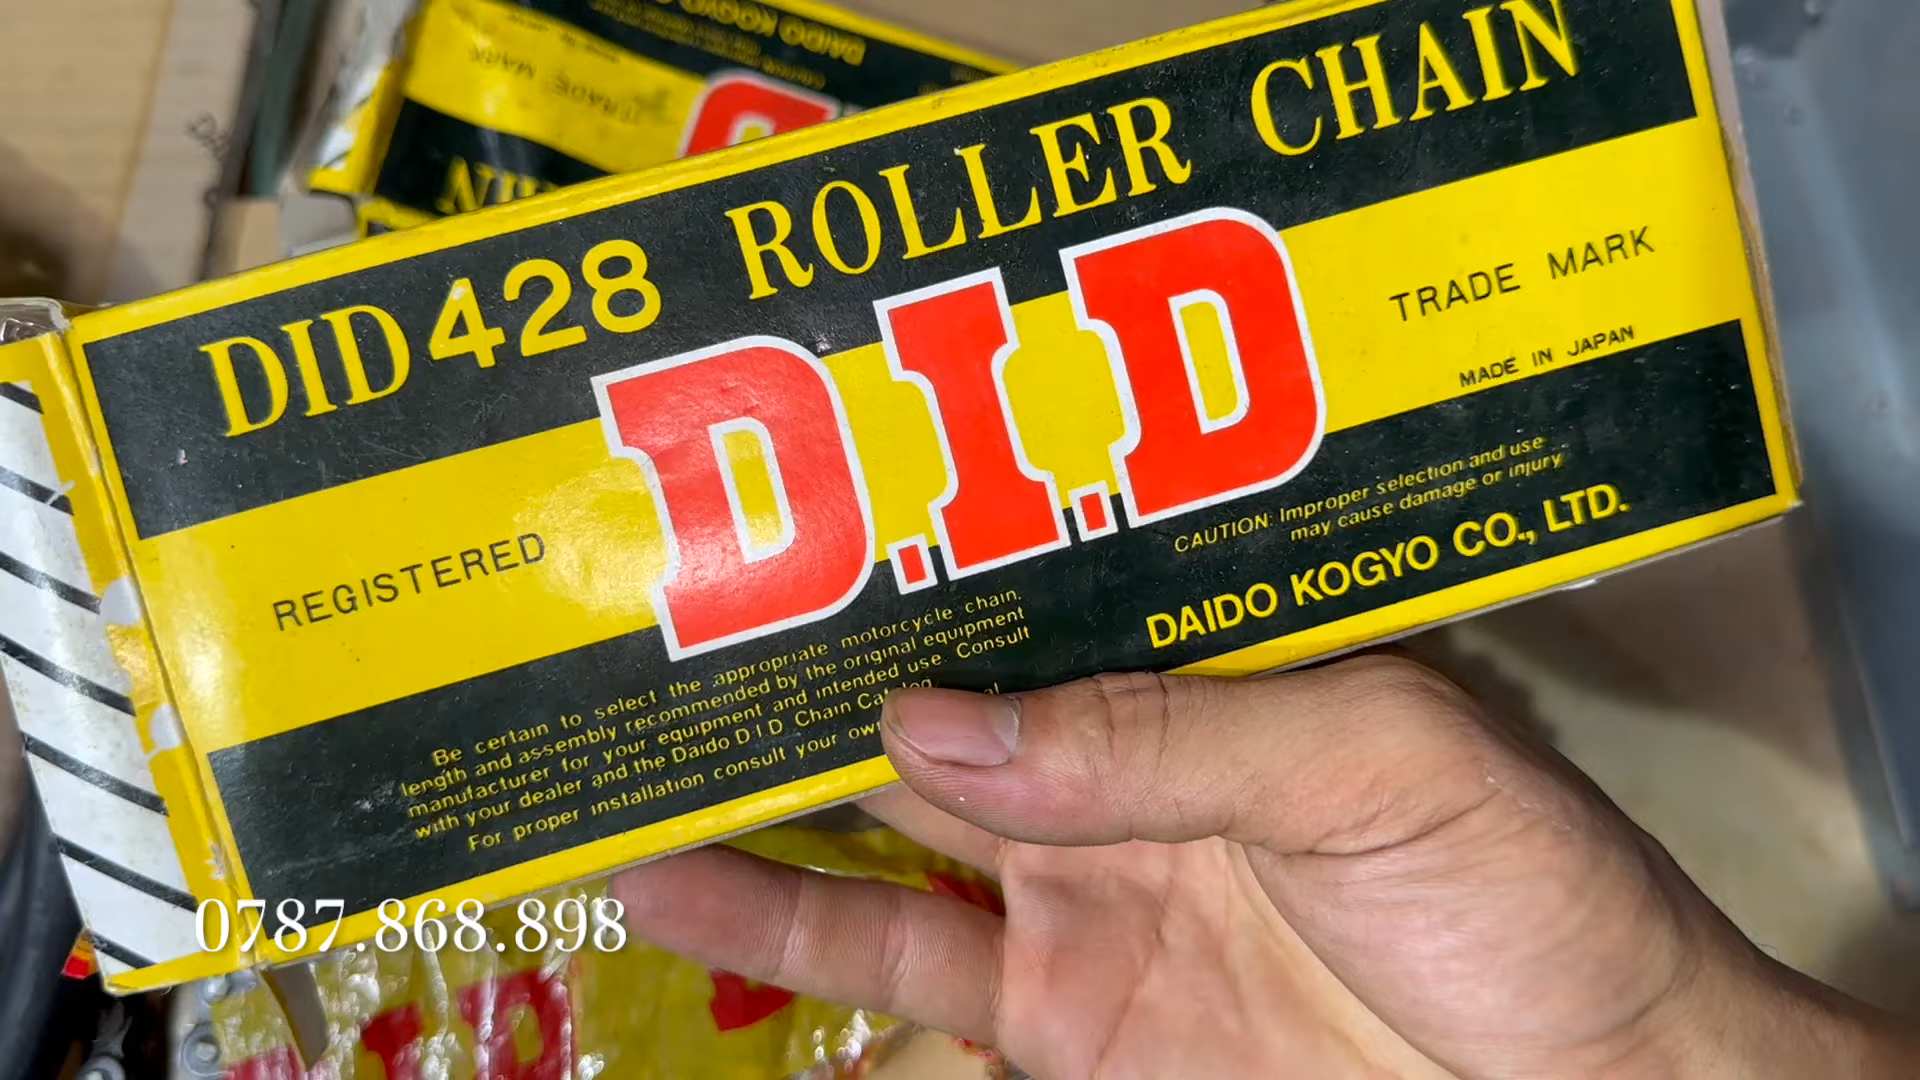 DAIDO KOGYO
TRADE MARK
DID 428 ROLLER CHAIN
REGISTERED
D.I.D
TRADE MARK
MADE IN JAPAN
CAUTION: Improper selection and use
may cause damage or injury
DAIDO KOGYO CO., LTD.
Be certain to select the appropriate motorcycle chain,
length and assembly recommended by the original equipment
manufacturer for your equipment and intended use. Consult
with your dealer and the Daido D·I·D Chain Catalog.
For proper installation consult your
0787.868.898